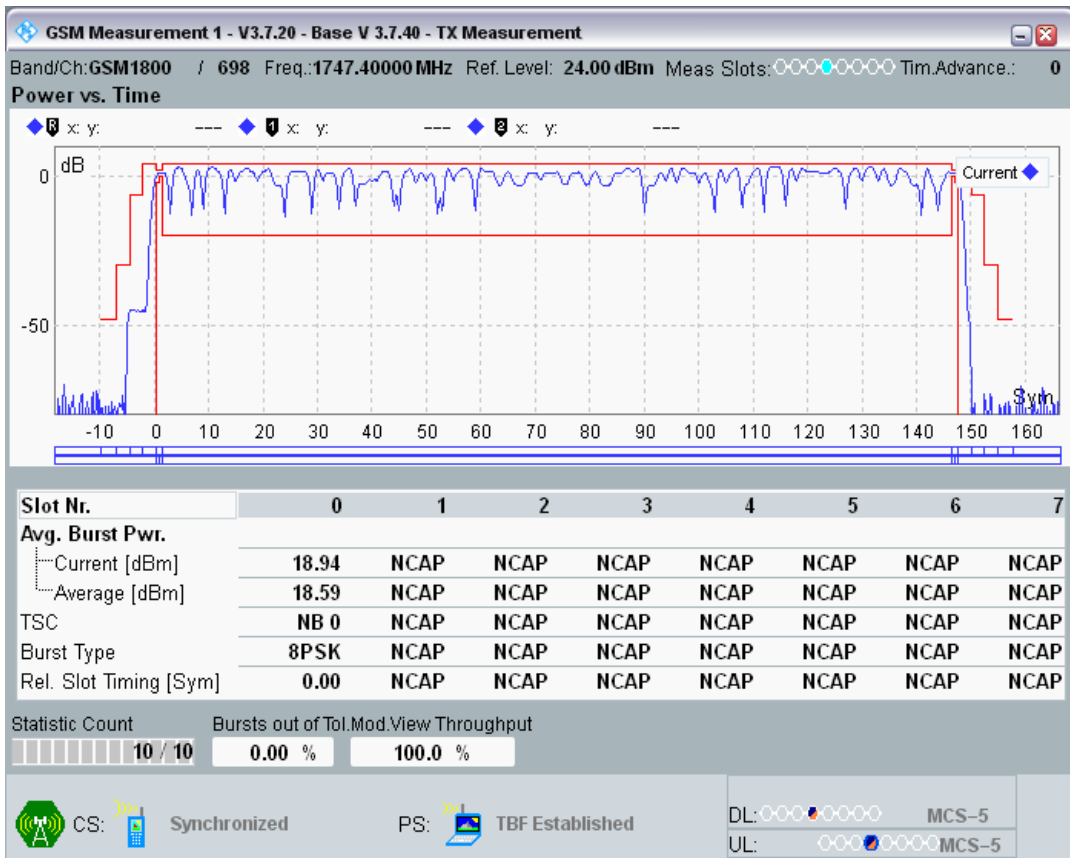 GSM Measurement 1 - V3.7.20 - Base V 3.7.40 - TX Measurement
Band/Ch:GSM1800 / 698 Freq.:1747.40000 MHz Ref. Level: 24.00 dBm Meas Slots: Tim.Advance.: 0
Power vs. Time
R x: y: --- 1 x: y: --- 2 x: y: ---
dB
Current
0
-50
Sym
-10 0 10 20 30 40 50 60 70 80 90 100 110 120 130 140 150 160
Slot Nr. 0 1 2 3 4 5 6 7
Avg. Burst Pwr.
Current [dBm] 18.94 NCAP NCAP NCAP NCAP NCAP NCAP NCAP
Average [dBm] 18.59 NCAP NCAP NCAP NCAP NCAP NCAP NCAP
TSC NB 0 NCAP NCAP NCAP NCAP NCAP NCAP NCAP
Burst Type 8PSK NCAP NCAP NCAP NCAP NCAP NCAP NCAP
Rel. Slot Timing [Sym] 0.00 NCAP NCAP NCAP NCAP NCAP NCAP NCAP
Statistic Count Bursts out of Tol.Mod.View Throughput
10 / 10 0.00 % 100.0 %
CS: Synchronized PS: TBF Established
DL: MCS-5
UL: MCS-5